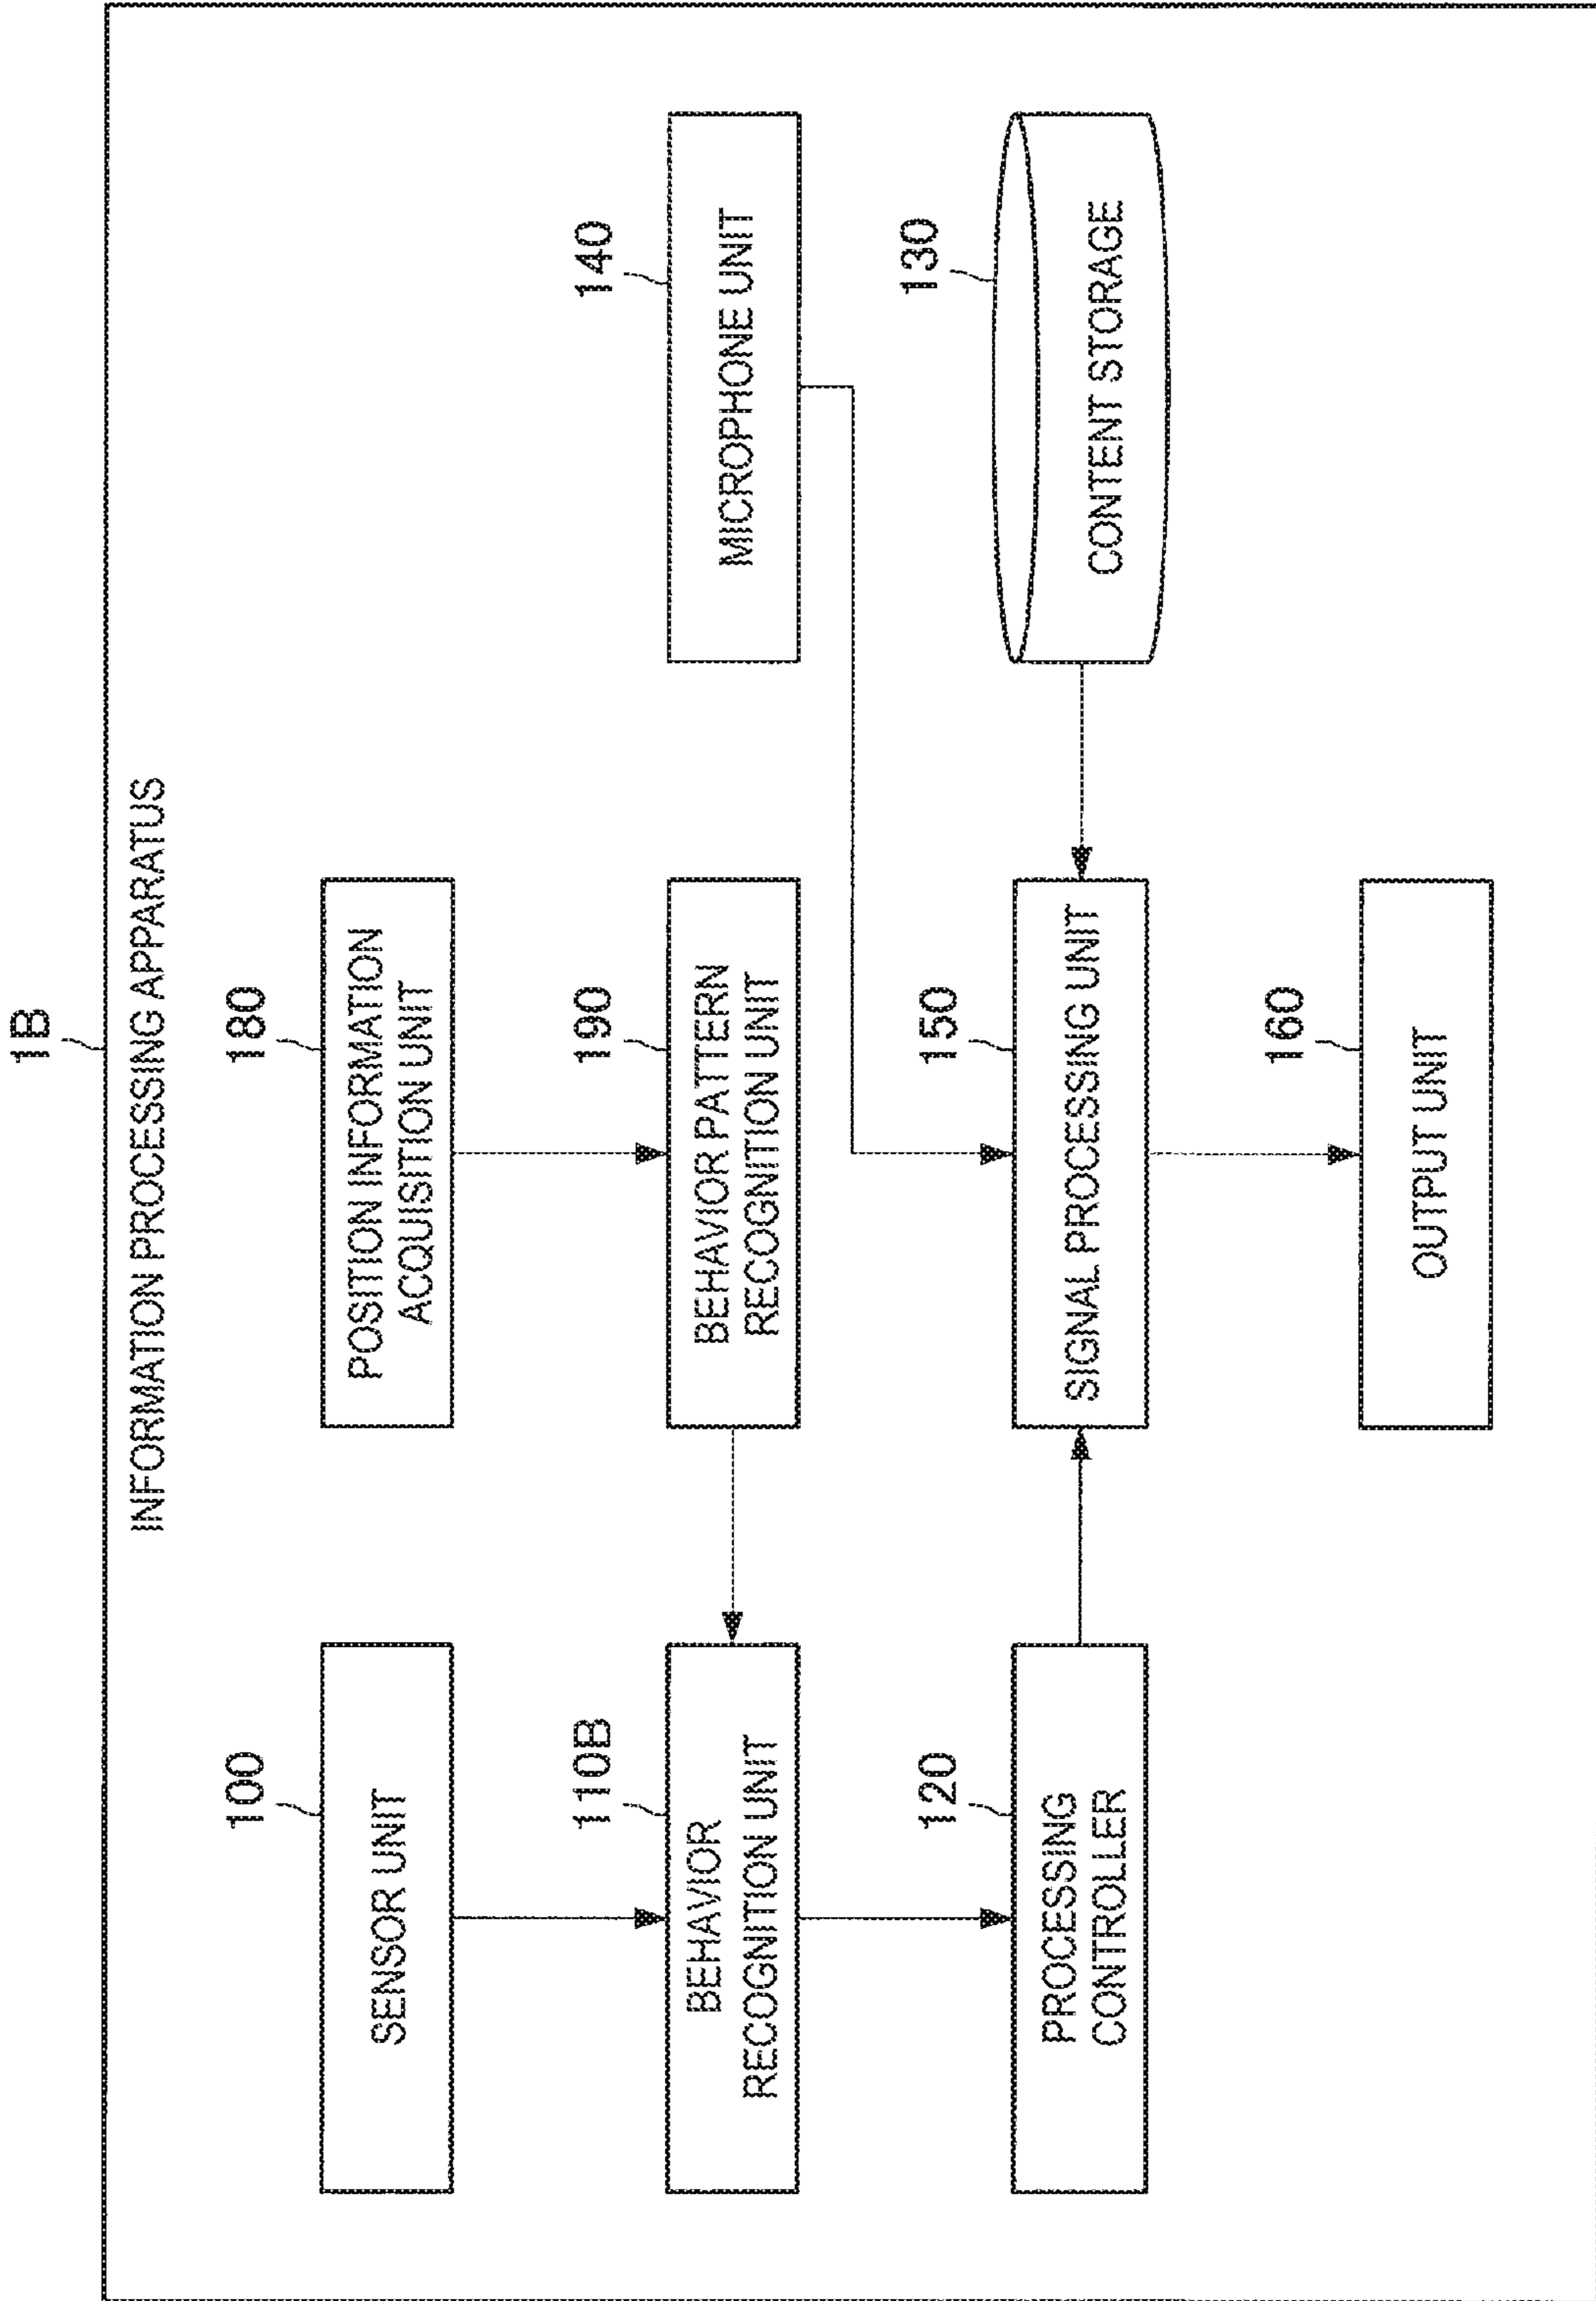 1B
INFORMATION PROCESSING APPARATUS
100
SENSOR UNIT
180
POSITION INFORMATION
ACQUISITION UNIT
110B
BEHAVIOR
RECOGNITION UNIT
190
BEHAVIOR PATTERN
RECOGNITION UNIT
140
MICROPHONE UNIT
120
PROCESSING
CONTROLLER
150
SIGNAL PROCESSING UNIT
130
CONTENT STORAGE
160
OUTPUT UNIT